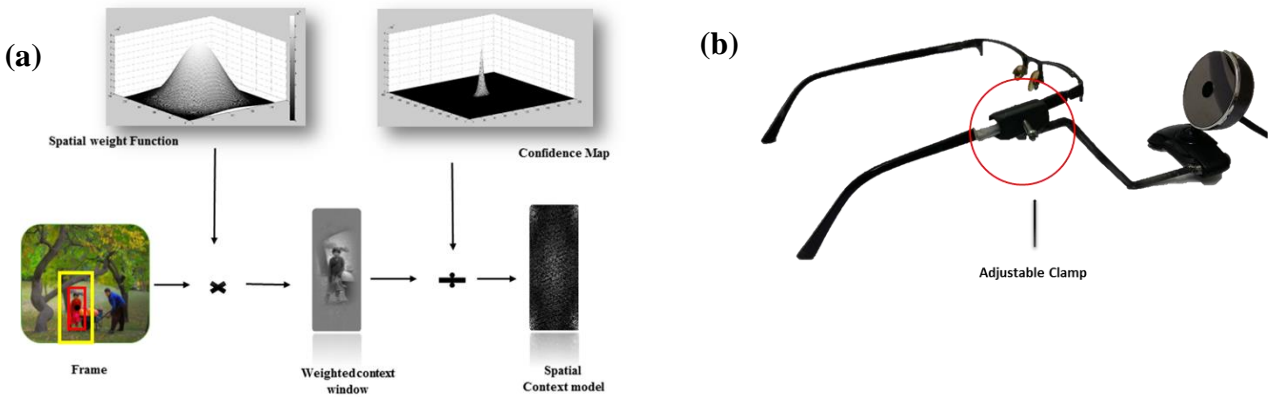 (a)
(b)
Spatial weight Function
Confidence Map
Adjustable Clamp
Frame
Weighted context
window
Spatial
Context model